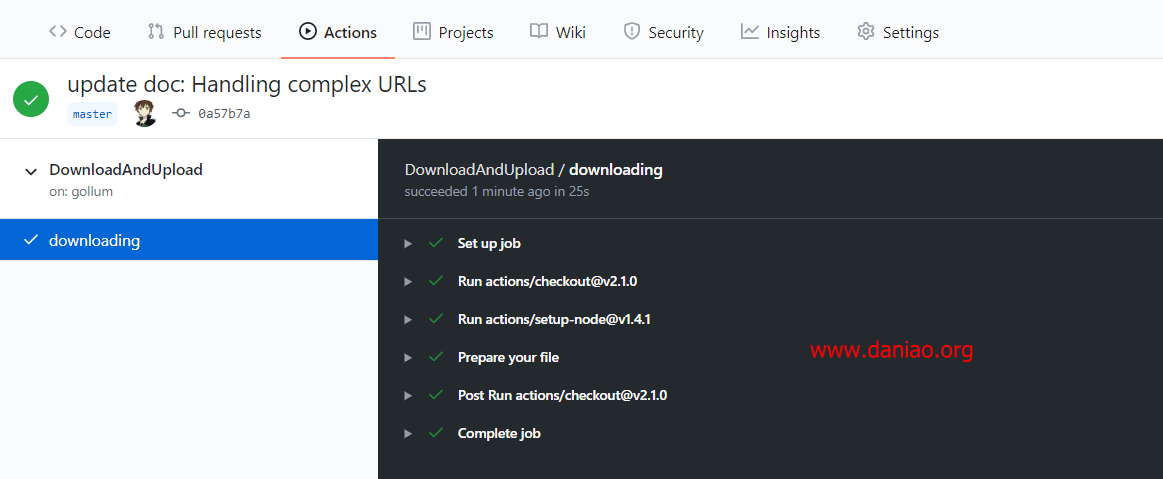 Code Pull requests Actions Projects Wiki Security Insights Settings
update doc: Handling complex URLs
master 0a57b7a
DownloadAndUpload
on: gollum
downloading
DownloadAndUpload / downloading
succeeded 1 minute ago in 25s
Set up job
Run actions/checkout@v2.1.0
Run actions/setup-node@v1.4.1
Prepare your file
www.daniao.org
Post Run actions/checkout@v2.1.0
Complete job